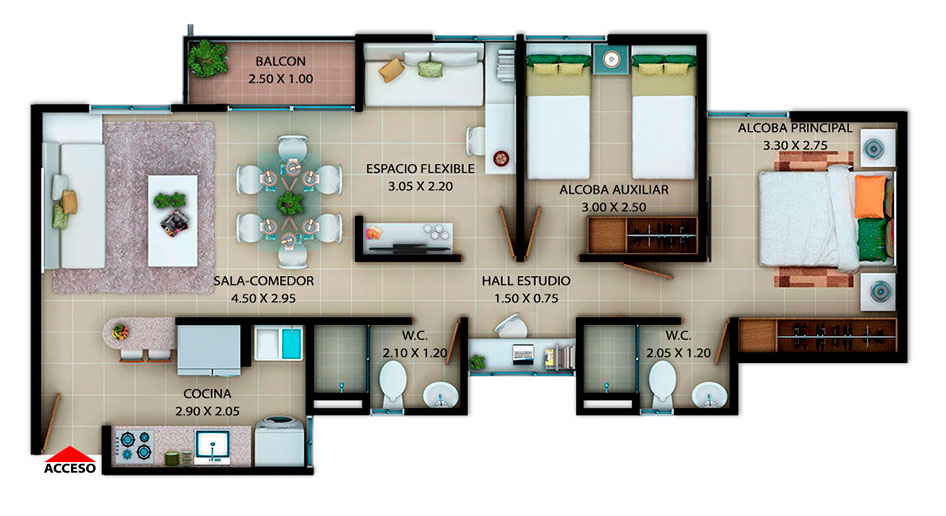 ACCESO
COCINA
2.90 X 2.05
W.C.
2.05 X 1.20
W.C.
2.10 X 1.20
HALL ESTUDIO
1.50 X 0.75
SALA-COMEDOR
4.50 X 2.95
ALCOBA AUXILIAR
3.00 X 2.50
ESPACIO FLEXIBLE
3.05 X 2.20
ALCOBA PRINCIPAL
3.30 X 2.75
BALCON
2.50 X 1.00